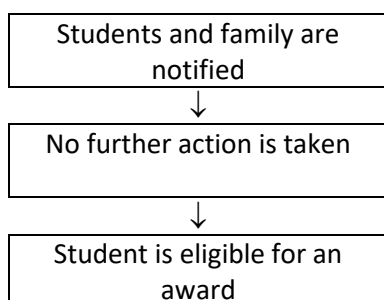 Students and family are
notified
↓
No further action is taken
↓
Student is eligible for an
award